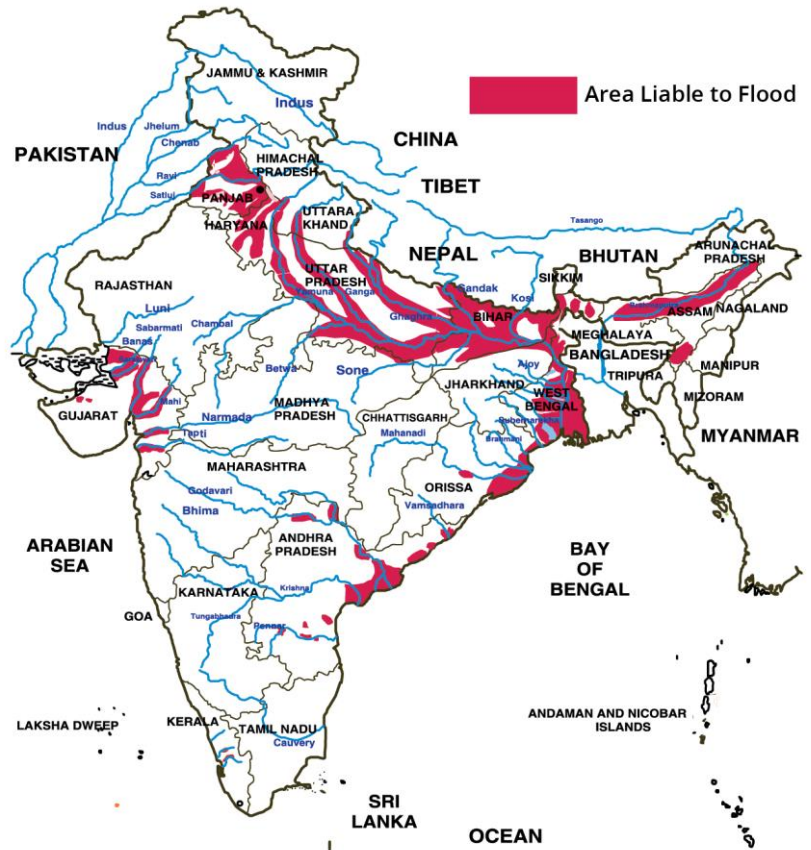 JAMMU & KASHMIR
Indus
Area Liable to Flood
Indus
Jhelum
Chenab
CHINA
PAKISTAN
HIMACHAL
PRADESH
Ravi
TIBET
Satluj
PANJAB
UTTARA
KHAND
HARYANA
Tasango
NEPAL
BHUTAN
ARUNACHAL
PRADESH
UTTAR
PRADESH
SIKKIM
RAJASTHAN
Yamuna
Ganga
Gandak
Kosi
Luni
Ghaghra
BIHAR
ASSAM
NAGALAND
Sabarmati
Chambal
MEGHALAYA
Banas
BANGLADESH
MANIPUR
Betwa
Sone
Ajoy
TRIPURA
JHARKHAND
MIZORAM
GUJARAT
Mahi
MADHYA
PRADESH
WEST
BENGAL
Narmada
CHHATTISGARH
Subernarekha
MYANMAR
Tapti
Mahanadi
Brahmani
MAHARASHTRA
Godavari
ORISSA
Bhima
Vamsadhara
ARABIAN
SEA
ANDHRA
PRADESH
BAY
OF
BENGAL
KARNATAKA
Krishna
GOA
Tungabhadra
Pennar
LAKSHA DWEEP
KERALA
TAMIL NADU
Cauvery
ANDAMAN AND NICOBAR
ISLANDS
SRI
LANKA
OCEAN